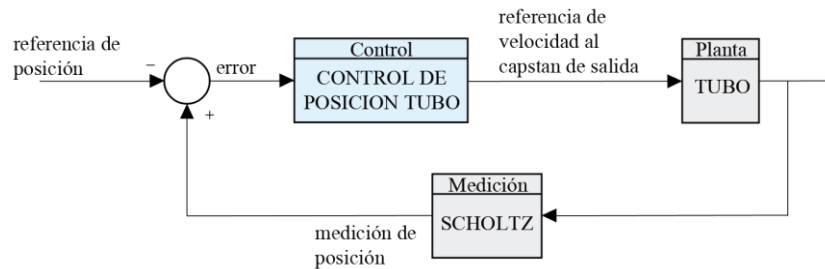 referencia de
posición
−
+
error
Control
CONTROL DE
POSICION TUBO
referencia de
velocidad al
capstan de salida
Planta
TUBO
Medición
SCHOLTZ
medición de
posición